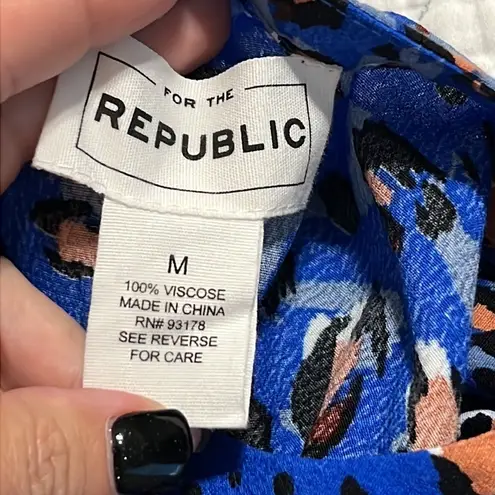 FOR THE
REPUBLIC
M
100% VISCOSE
MADE IN CHINA
RN# 93178
SEE REVERSE
FOR CARE